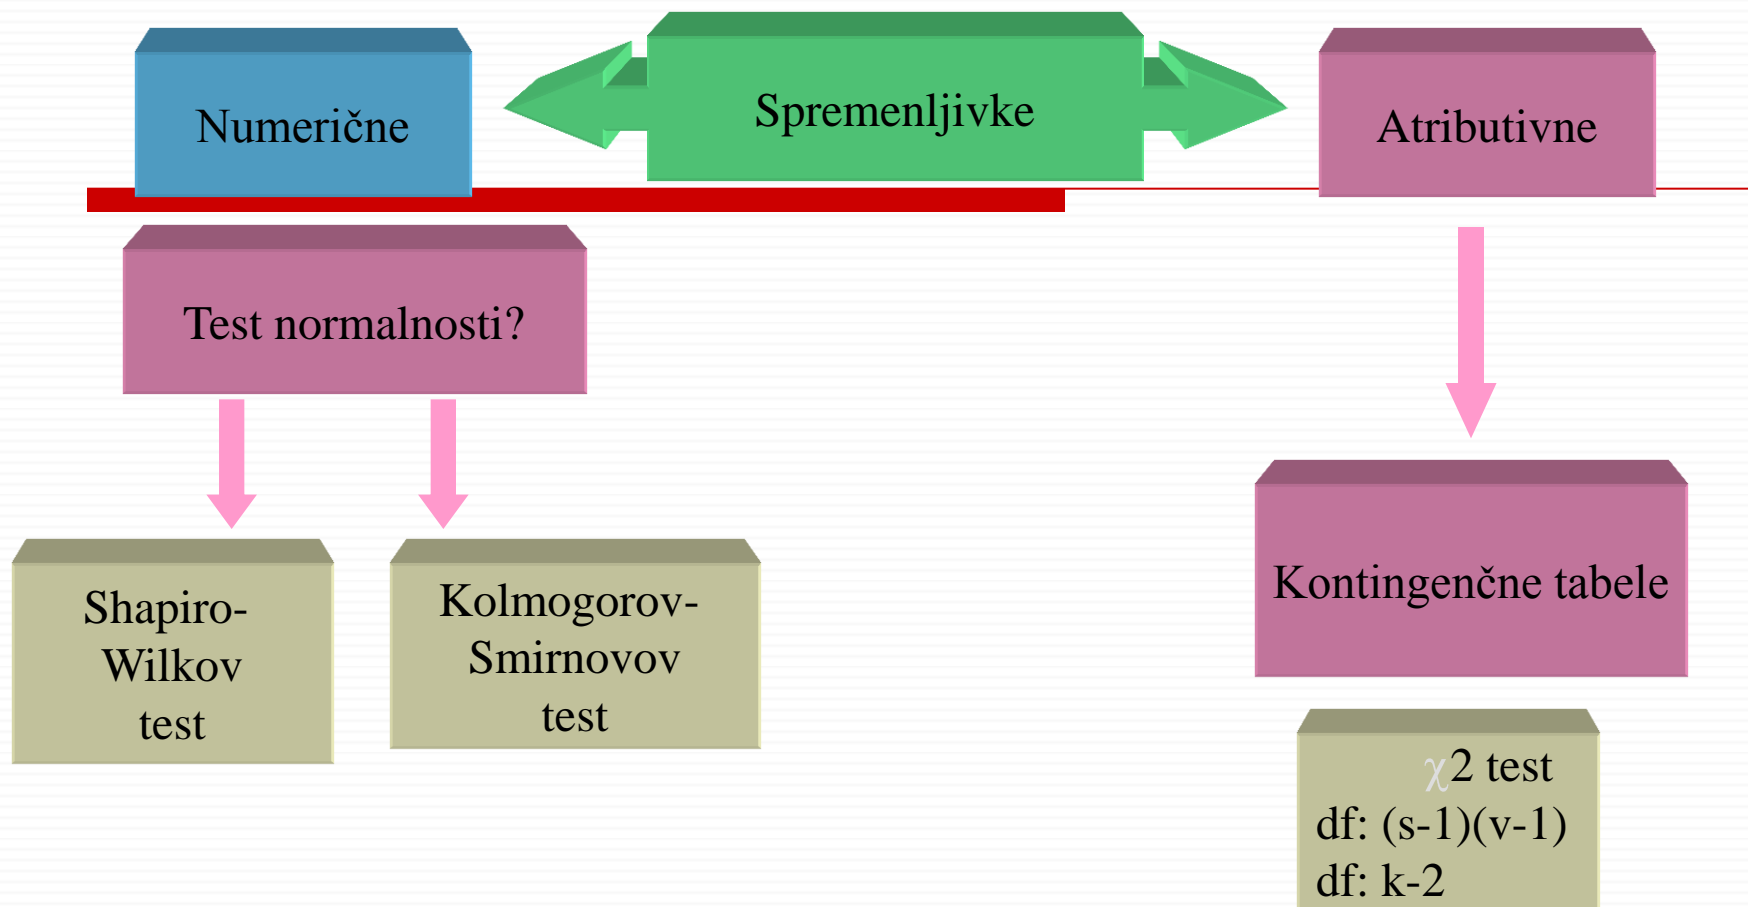 Numerične
Spremenljivke
Atributivne
Test normalnosti?
Shapiro-
Wilkov
test
Kolmogorov-
Smirnovov
test
Kontingenčne tabele
χ2 test
df: (s-1)(v-1)
df: k-2